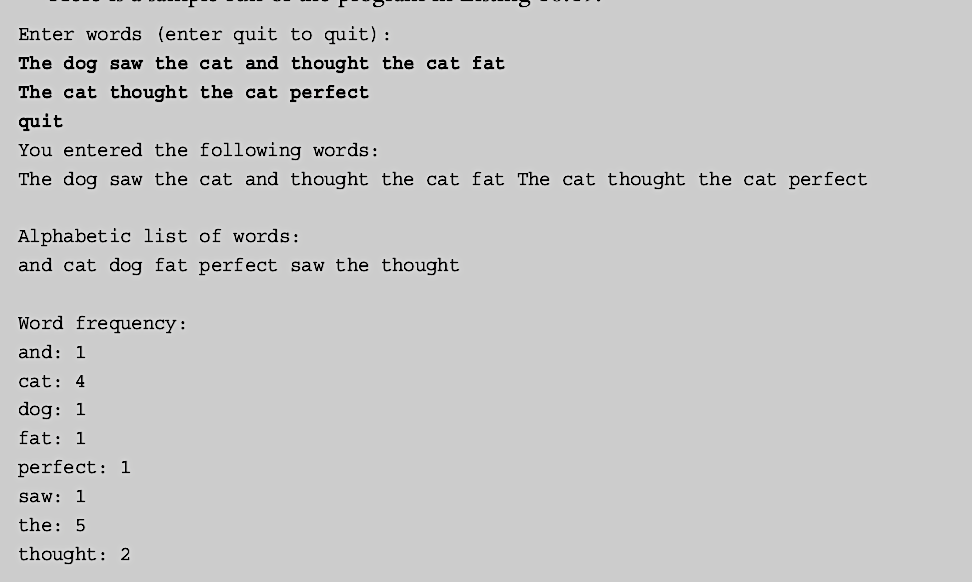 Enter words (enter quit to quit):
The dog saw the cat and thought the cat fat
The cat thought the cat perfect
quit
You entered the following words:
The dog saw the cat and thought the cat fat The cat thought the cat perfect
Alphabetic list of words:
and cat dog fat perfect saw the thought
Word frequency:
and: 1
cat: 4
dog: 1
fat: 1
perfect: 1
saw: 1
the: 5
thought: 2